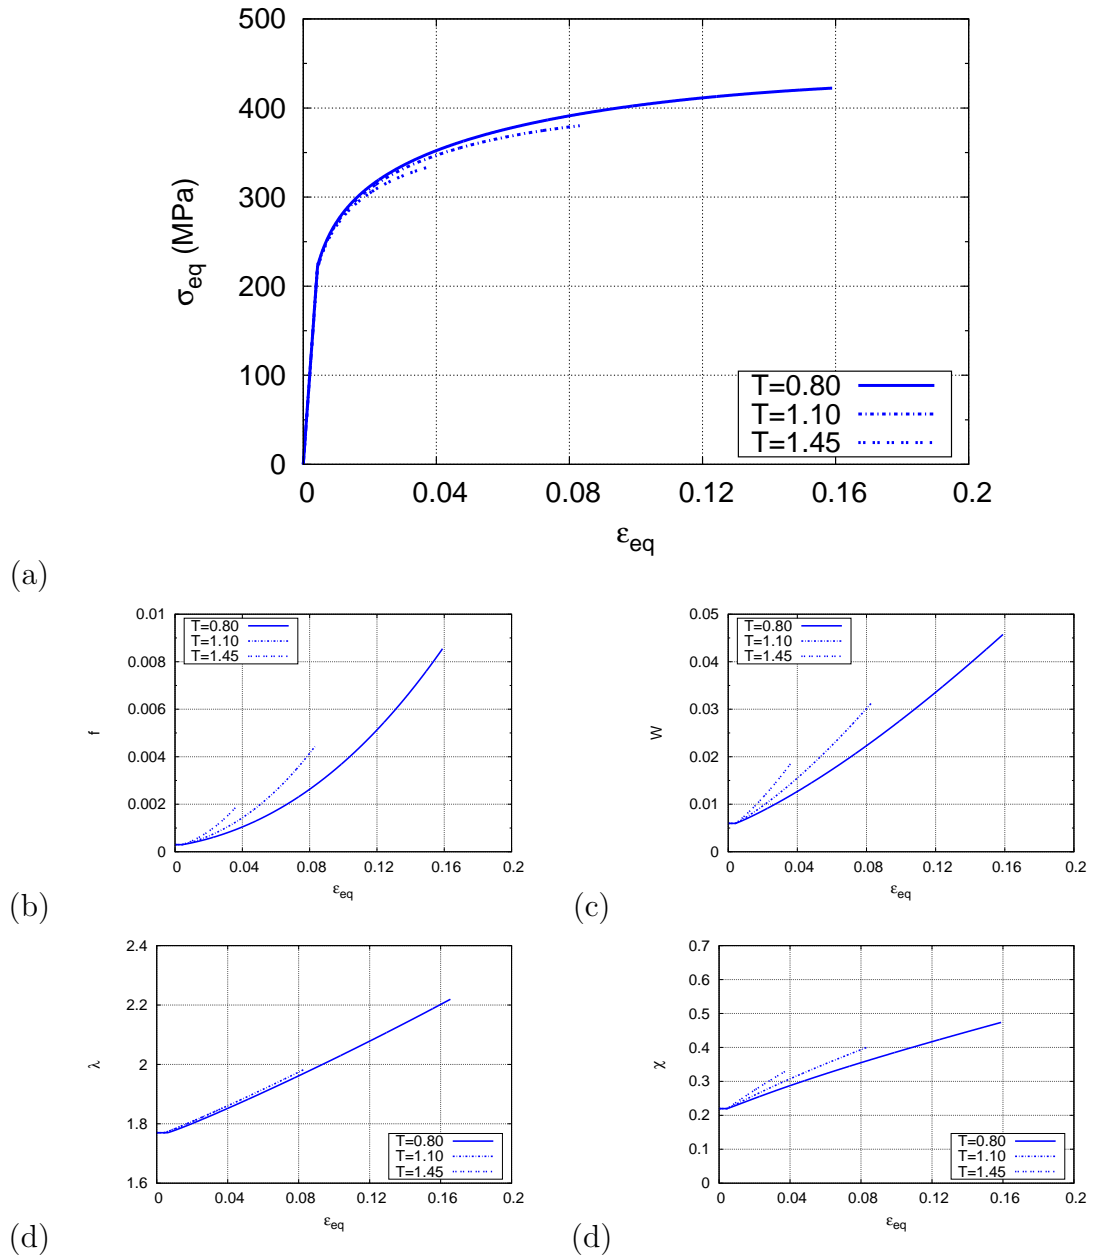 500
400
300
200
100
0
σeq (MPa)
0 0.04 0.08 0.12 0.16 0.2
εeq
T=0.80
T=1.10
T=1.45
(a)
0.01
0.008
0.006
0.004
0.002
0
f
0 0.04 0.08 0.12 0.16 0.2
εeq
T=0.80
T=1.10
T=1.45
(b)
0.05
0.04
0.03
0.02
0.01
0
W
0 0.04 0.08 0.12 0.16 0.2
εeq
T=0.80
T=1.10
T=1.45
(c)
2.4
2.2
2
1.8
1.6
λ
0 0.04 0.08 0.12 0.16 0.2
εeq
T=0.80
T=1.10
T=1.45
(d)
0.7
0.6
0.5
0.4
0.3
0.2
0.1
0
χ
0 0.04 0.08 0.12 0.16 0.2
εeq
T=0.80
T=1.10
T=1.45
(d)